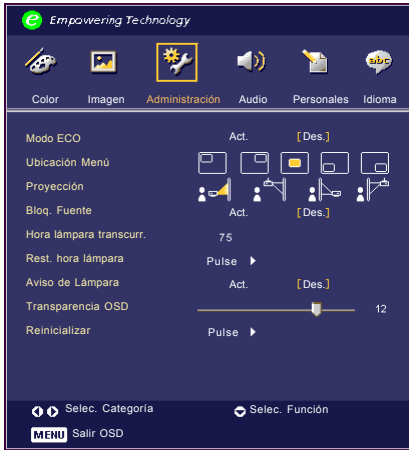 e Empowering Technology
abc
Color Imagen Administración Audio Personales Idioma
Modo ECO Act. [Des.]
Ubicación Menú
Proyección
Bloq. Fuente Act. [Des.]
Hora lámpara transcurr. 75
Rest. hora lámpara Pulse
Aviso de Lámpara Act. [Des.]
Transparencia OSD 12
Reinicializar Pulse
Selec. Categoría Selec. Función
MENU Salir OSD